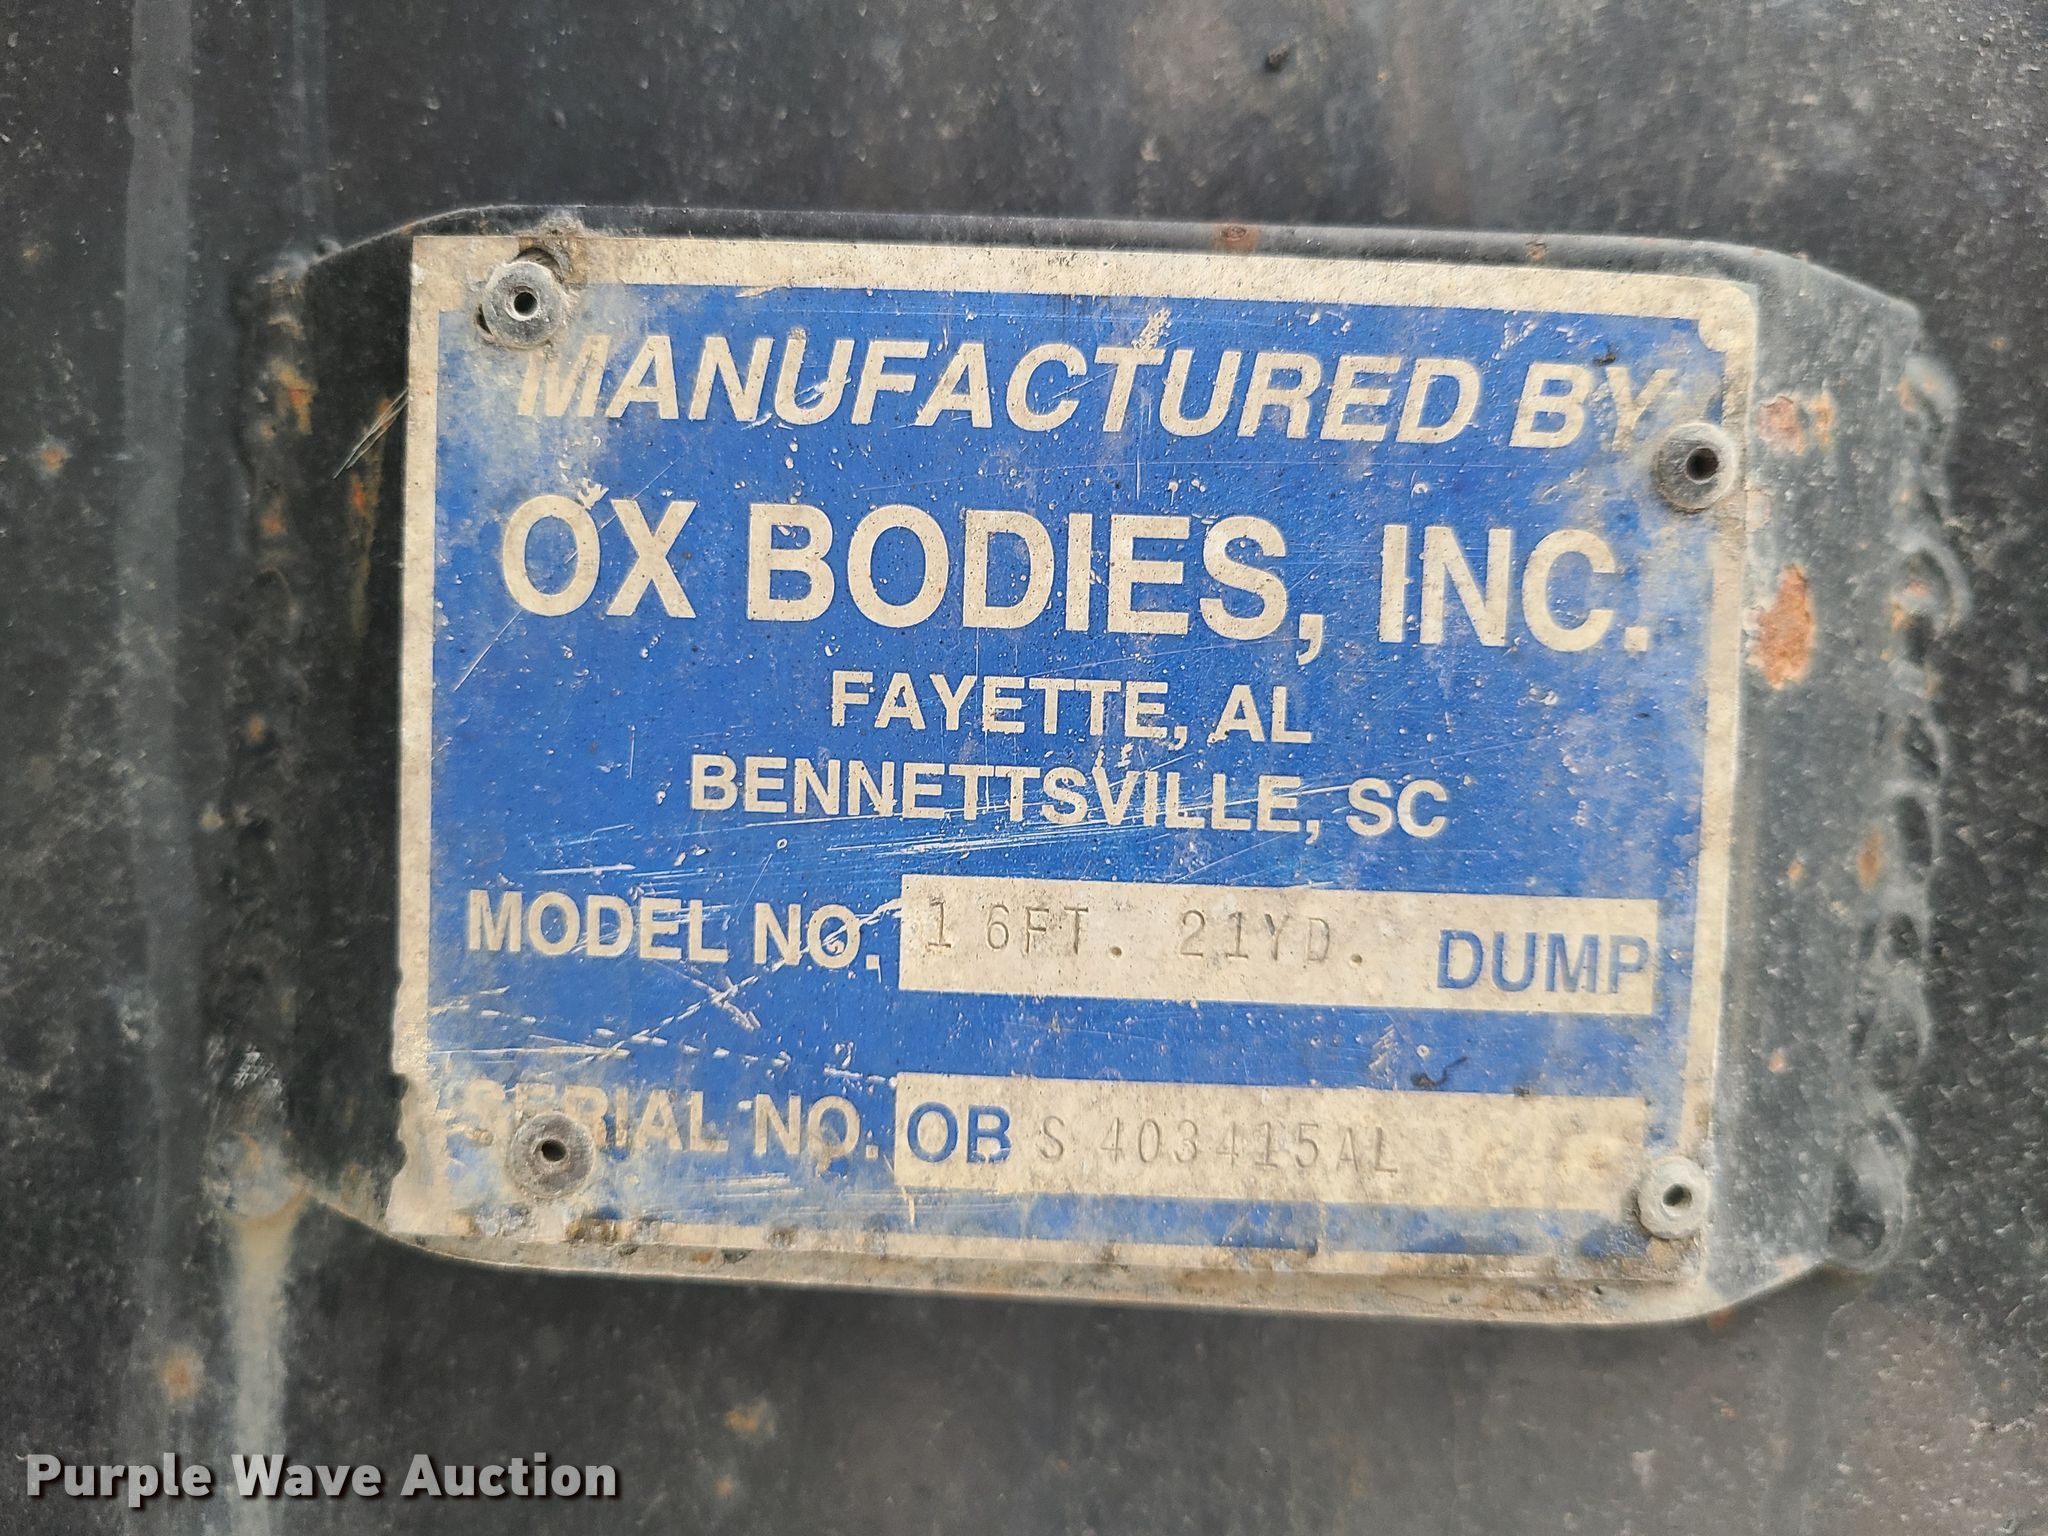 MANUFACTURED BY
OX BODIES, INC.
FAYETTE, AL
BENNETTSVILLE, SC
MODEL NO. 16FT. 21YD. DUMP
SERIAL NO. OB S 403415AL
Purple Wave Auction